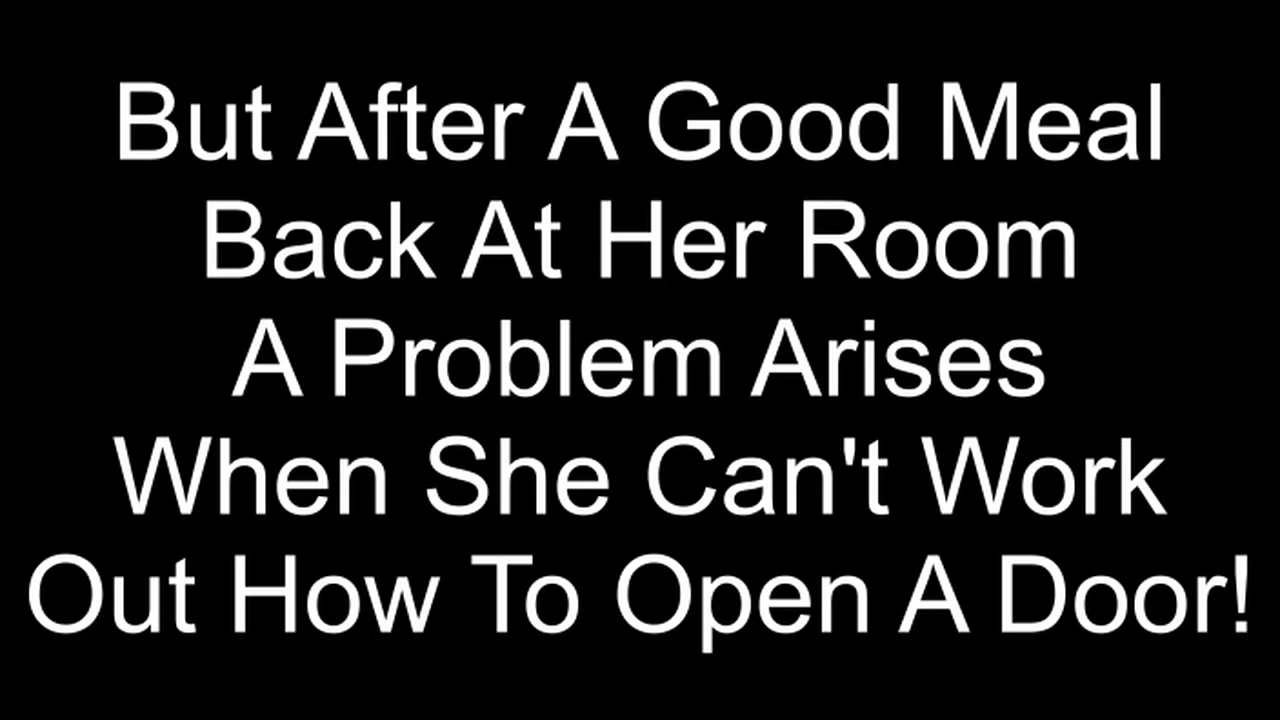 But After A Good Meal
Back At Her Room
A Problem Arises
When She Can't Work
Out How To Open A Door!